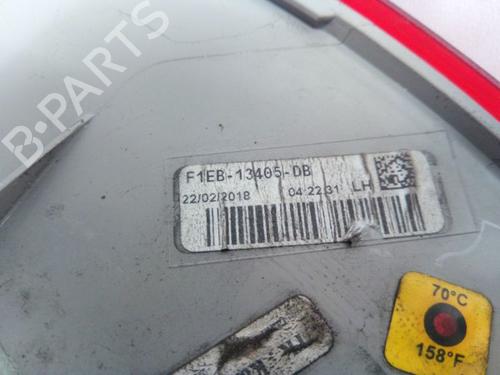 B-PARTS
F1EB-13405-DB
22/02/2018 04:22:31 LH
70°C
158°F